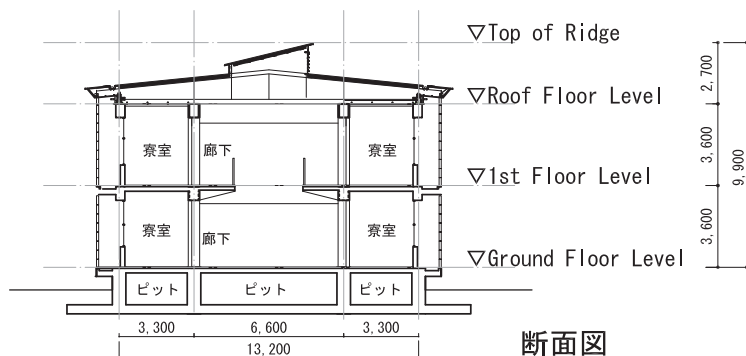 ▽Top of Ridge
2,700
▽Roof Floor Level
3,600
9,900
寮室 廊下 寮室
▽1st Floor Level
3,600
寮室 廊下 寮室
▽Ground Floor Level
ピット ピット ピット
3,300 6,600 3,300
13,200
断面図